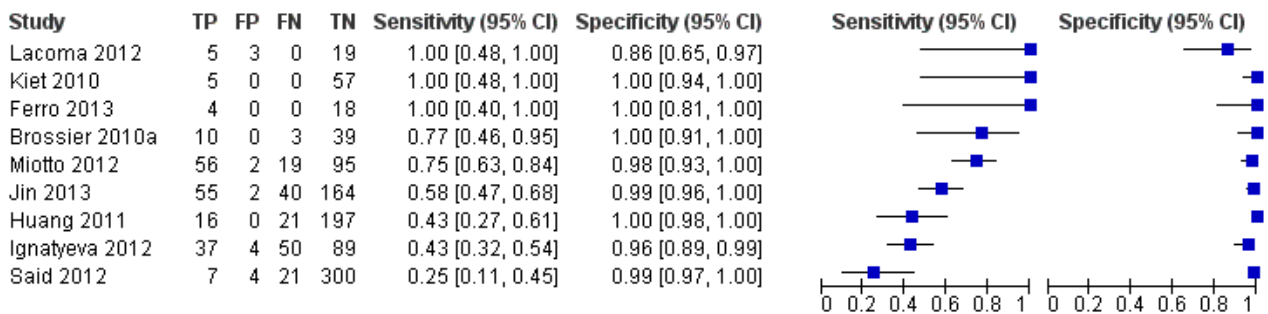 Study TP FP FN TN Sensitivity (95% CI) Specificity (95% CI) Sensitivity (95% CI) Specificity (95% CI)
Lacoma 2012 5 3 0 19 1.00 [0.48, 1.00] 0.86 [0.65, 0.97]
Kiet 2010 5 0 0 57 1.00 [0.48, 1.00] 1.00 [0.94, 1.00]
Ferro 2013 4 0 0 18 1.00 [0.40, 1.00] 1.00 [0.81, 1.00]
Brossier 2010a 10 0 3 39 0.77 [0.46, 0.95] 1.00 [0.91, 1.00]
Miotto 2012 56 2 19 95 0.75 [0.63, 0.84] 0.98 [0.93, 1.00]
Jin 2013 55 2 40 164 0.58 [0.47, 0.68] 0.99 [0.96, 1.00]
Huang 2011 16 0 21 197 0.43 [0.27, 0.61] 1.00 [0.98, 1.00]
Ignatyeva 2012 37 4 50 89 0.43 [0.32, 0.54] 0.96 [0.89, 0.99]
Said 2012 7 4 21 300 0.25 [0.11, 0.45] 0.99 [0.97, 1.00]
0 0.2 0.4 0.6 0.8 1 0 0.2 0.4 0.6 0.8 1